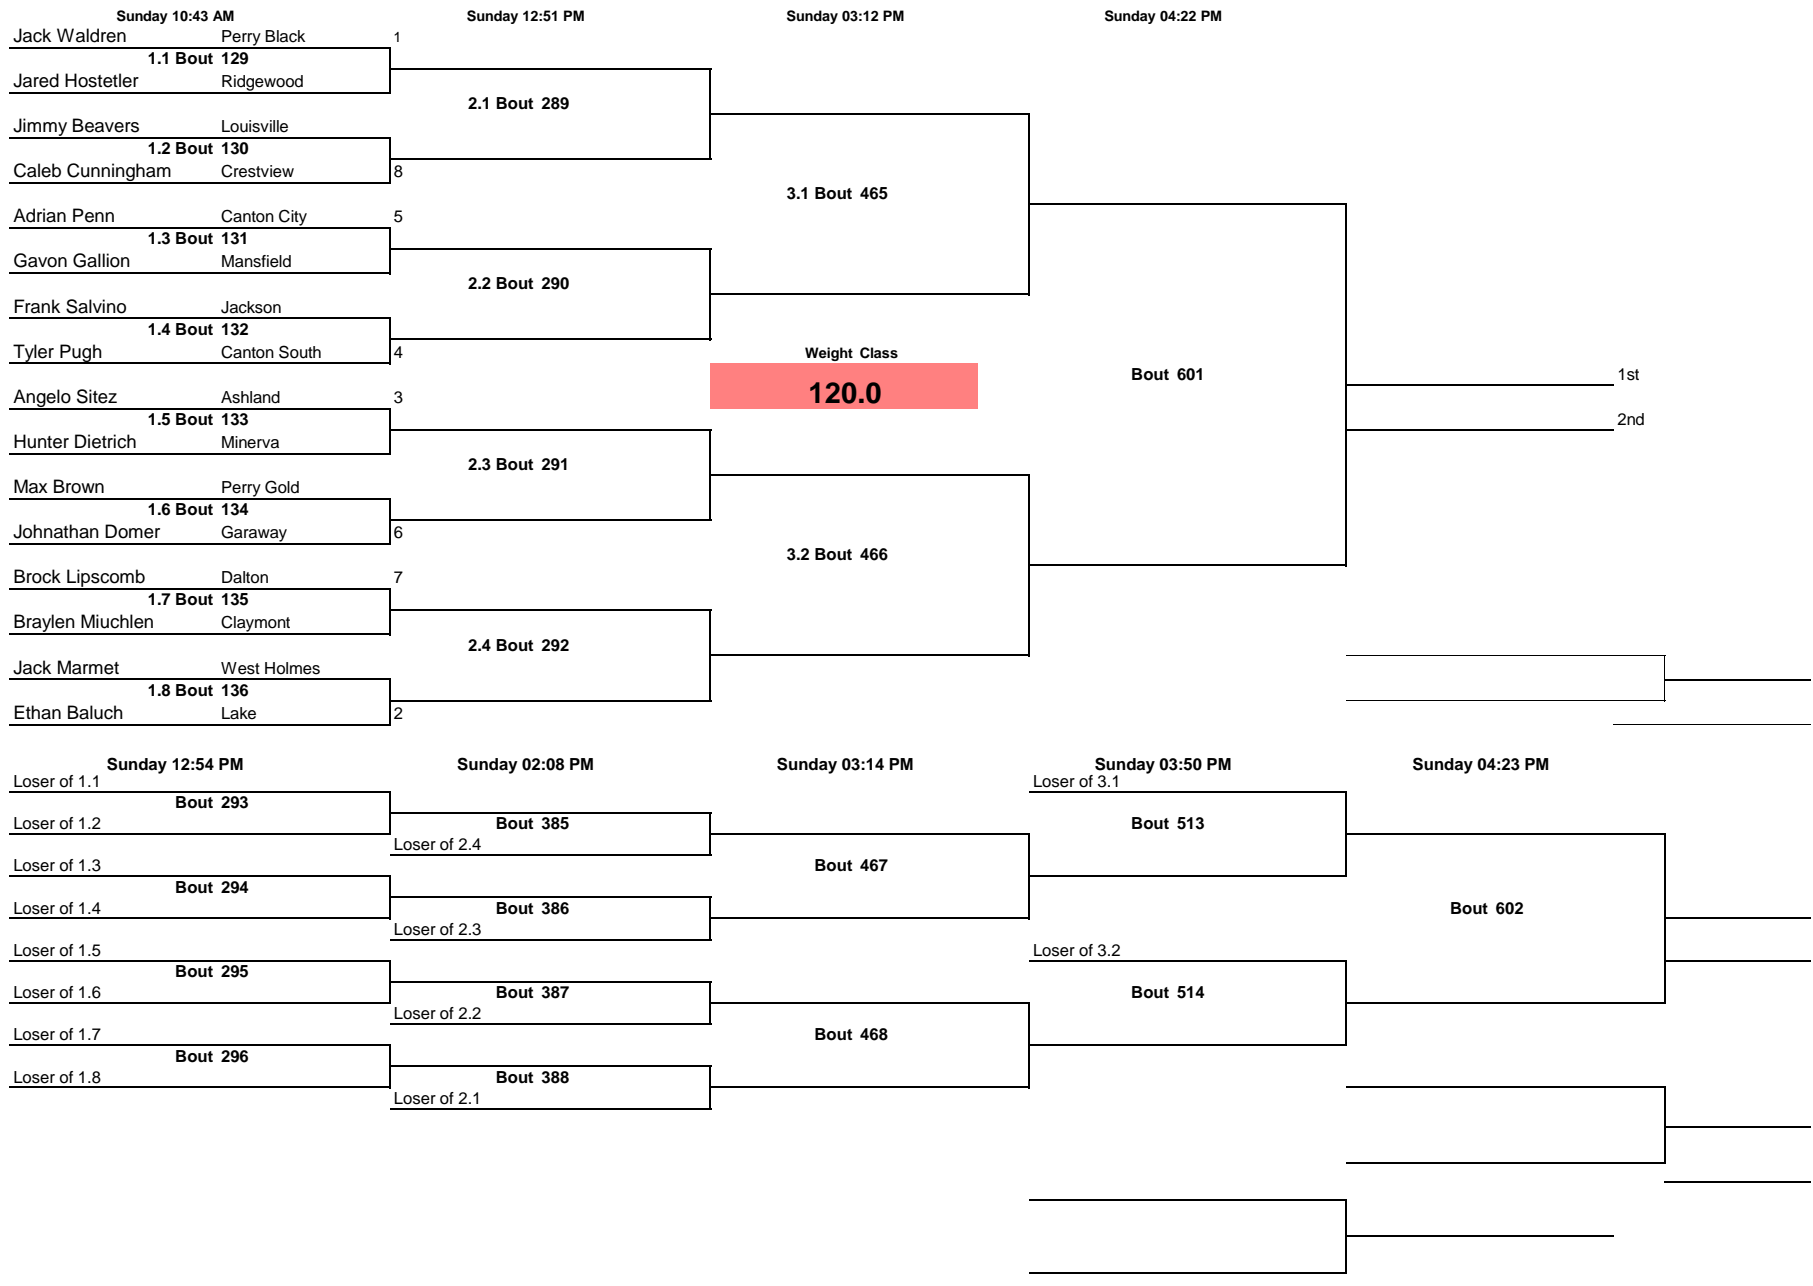 Sunday 10:43 AM Sunday 12:51 PM Sunday 03:12 PM Sunday 04:22 PM
Jack Waldren Perry Black 1
1.1 Bout 129
Jared Hostetler Ridgewood
2.1 Bout 289
Jimmy Beavers Louisville
1.2 Bout 130
Caleb Cunningham Crestview 8
3.1 Bout 465
Adrian Penn Canton City 5
1.3 Bout 131
Gavon Gallion Mansfield
2.2 Bout 290
Frank Salvino Jackson
1.4 Bout 132
Tyler Pugh Canton South 4 Weight Class
Bout 601 1st
120.0
Angelo Sitez Ashland 3
1.5 Bout 133 2nd
Hunter Dietrich Minerva
2.3 Bout 291
Max Brown Perry Gold
1.6 Bout 134
Johnathan Domer Garaway 6
3.2 Bout 466
Brock Lipscomb Dalton 7
1.7 Bout 135
Braylen Miuchlen Claymont
2.4 Bout 292
Jack Marmet West Holmes
1.8 Bout 136
Ethan Baluch Lake 2
Sunday 12:54 PM Sunday 02:08 PM Sunday 03:14 PM Sunday 03:50 PM Sunday 04:23 PM
Loser of 1.1 Loser of 3.1
Bout 293
Loser of 1.2 Bout 385 Bout 513
Loser of 2.4
Loser of 1.3 Bout 467
Bout 294
Loser of 1.4 Bout 386 Bout 602
Loser of 2.3
Loser of 1.5 Loser of 3.2
Bout 295
Loser of 1.6 Bout 387 Bout 514
Loser of 2.2
Loser of 1.7 Bout 468
Bout 296
Loser of 1.8 Bout 388
Loser of 2.1